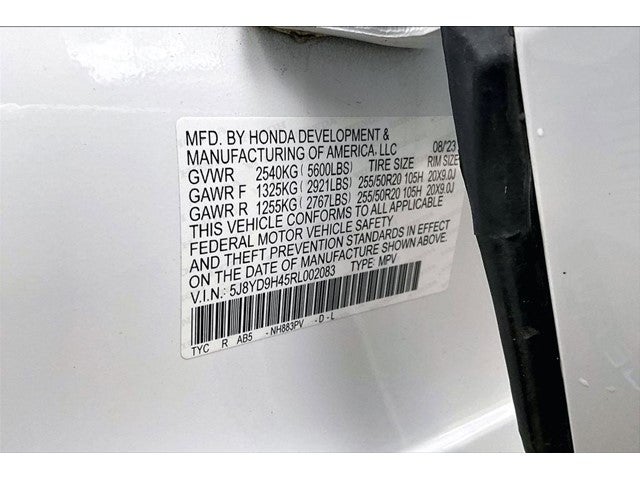 MFD. BY HONDA DEVELOPMENT &
MANUFACTURING OF AMERICA, LLC 08/23
GVWR 2540KG ( 5600LBS) TIRE SIZE RIM SIZE
GAWR F 1325KG ( 2921LBS) 255/50R20 105H 20X9.0J
GAWR R 1255KG ( 2767LBS) 255/50R20 105H 20X9.0J
THIS VEHICLE CONFORMS TO ALL APPLICABLE
FEDERAL MOTOR VEHICLE SAFETY
AND THEFT PREVENTION STANDARDS IN EFFECT
ON THE DATE OF MANUFACTURE SHOWN ABOVE.
V.I.N.: 5J8YD9H45RL002083 TYPE: MPV
TYC R AB5 -NH883PV -D-L